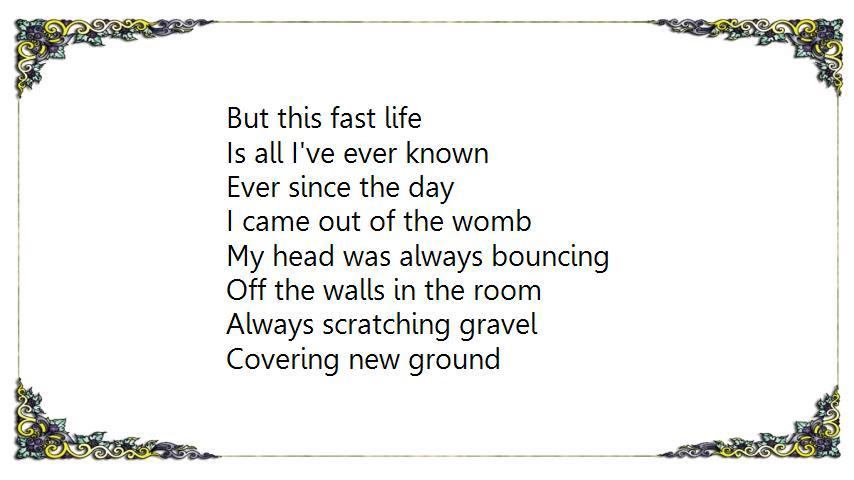 But this fast life
Is all I've ever known
Ever since the day
I came out of the womb
My head was always bouncing
Off the walls in the room
Always scratching gravel
Covering new ground